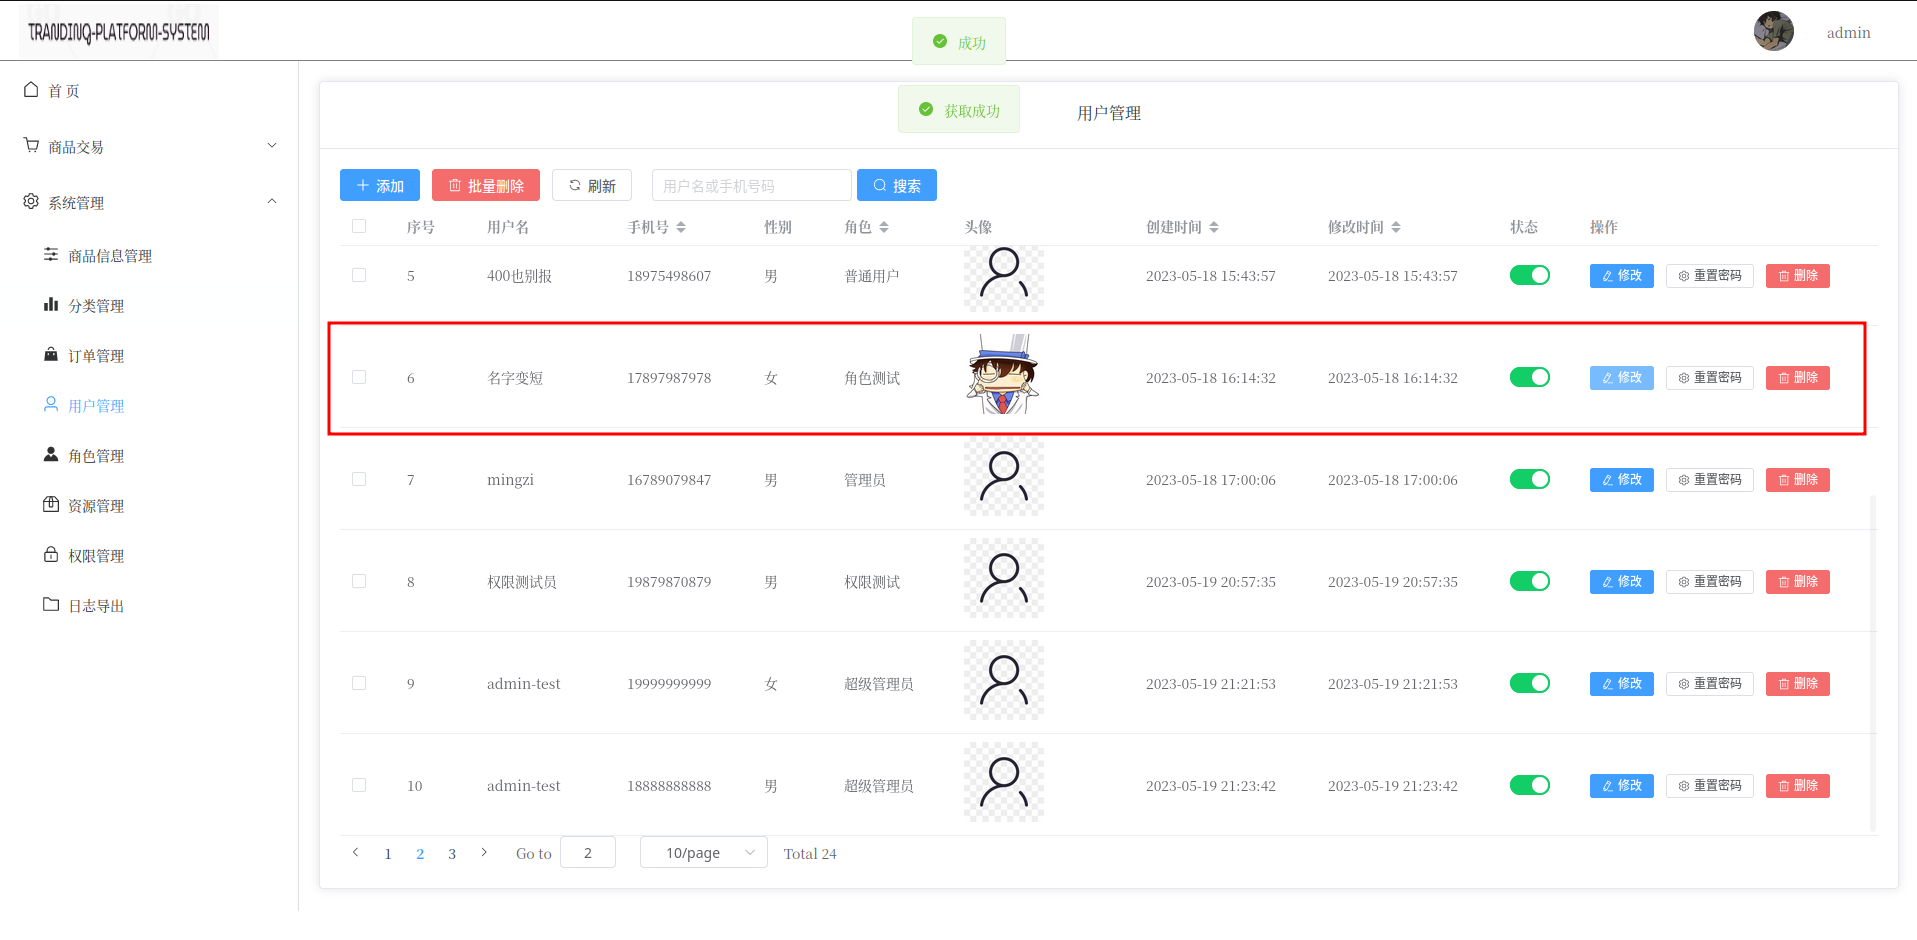 TRANDING-PLATFORM-SYSTEM
成功
admin
首 页
商品交易
系统管理
商品信息管理
分类管理
订单管理
用户管理
角色管理
资源管理
权限管理
日志导出
获取成功
用户管理
添加 批量删除 刷新 用户名或手机号码 搜索
序号 用户名 手机号 性别 角色 头像 创建时间 修改时间 状态 操作
5 400也别报 18975498607 男 普通用户 2023-05-18 15:43:57 2023-05-18 15:43:57 修改 重置密码 删除
6 名字变短 17897987978 女 角色测试 2023-05-18 16:14:32 2023-05-18 16:14:32 修改 重置密码 删除
7 mingzi 16789079847 男 管理员 2023-05-18 17:00:06 2023-05-18 17:00:06 修改 重置密码 删除
8 权限测试员 19879870879 男 权限测试 2023-05-19 20:57:35 2023-05-19 20:57:35 修改 重置密码 删除
9 admin-test 19999999999 女 超级管理员 2023-05-19 21:21:53 2023-05-19 21:21:53 修改 重置密码 删除
10 admin-test 18888888888 男 超级管理员 2023-05-19 21:23:42 2023-05-19 21:23:42 修改 重置密码 删除
1 2 3 Go to 2 10/page Total 24